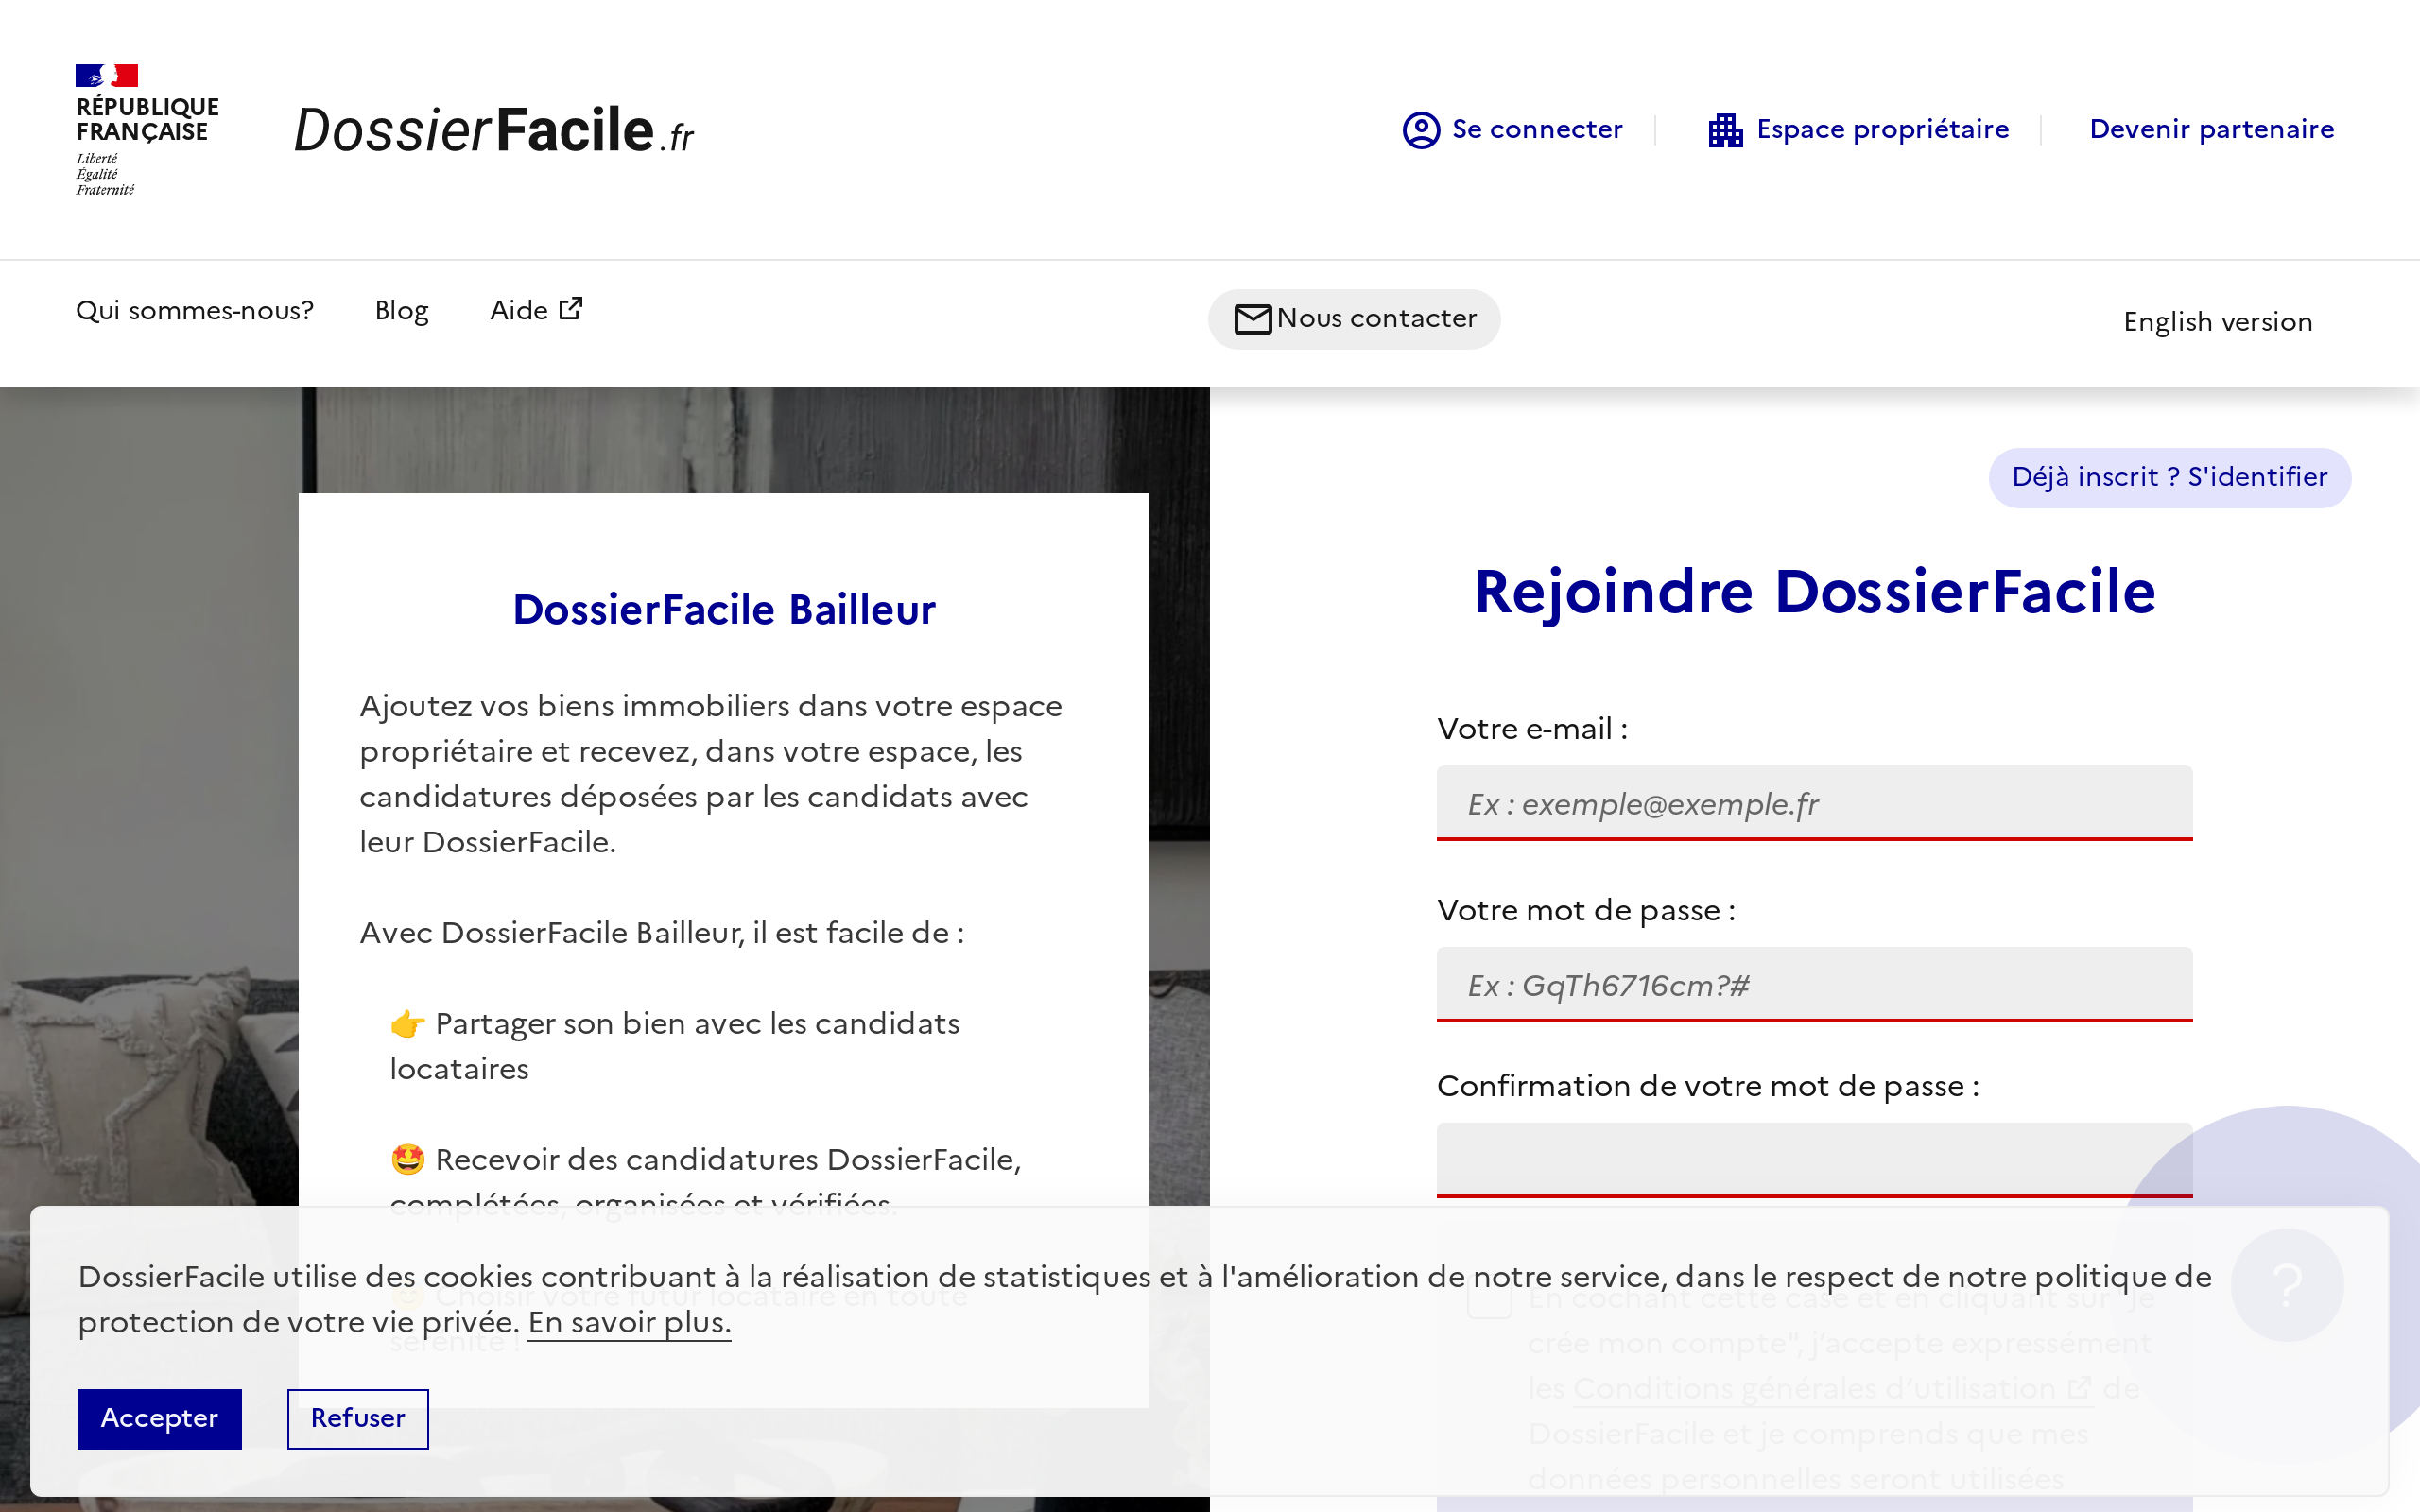 RÉPUBLIQUE
FRANÇAISE
Liberté
Égalité
Fraternité
DossierFacile.fr
Se connecter
Espace propriétaire
Devenir partenaire
Qui sommes-nous?
Blog
Aide
Nous contacter
English version
DossierFacile Bailleur
Ajoutez vos biens immobiliers dans votre espace
propriétaire et recevez, dans votre espace, les
candidatures déposées par les candidats avec
leur DossierFacile.
Avec DossierFacile Bailleur, il est facile de :
👉 Partager son bien avec les candidats
locataires
🤩 Recevoir des candidatures DossierFacile,
complétées, organisées et vérifiées.
Choisir votre futur locataire en toute
sérénité !
Déjà inscrit ? S'identifier
Rejoindre DossierFacile
Votre e-mail :
Ex : exemple@exemple.fr
Votre mot de passe :
Ex : GqTh6716cm?#
Confirmation de votre mot de passe :
En cochant cette case et en cliquant sur "Je
crée mon compte", j’accepte expressément
les Conditions générales d’utilisation de
DossierFacile et je comprends que mes
données personnelles seront utilisées
?
DossierFacile utilise des cookies contribuant à la réalisation de statistiques et à l'amélioration de notre service, dans le respect de notre politique de
protection de votre vie privée. En savoir plus.
Accepter
Refuser